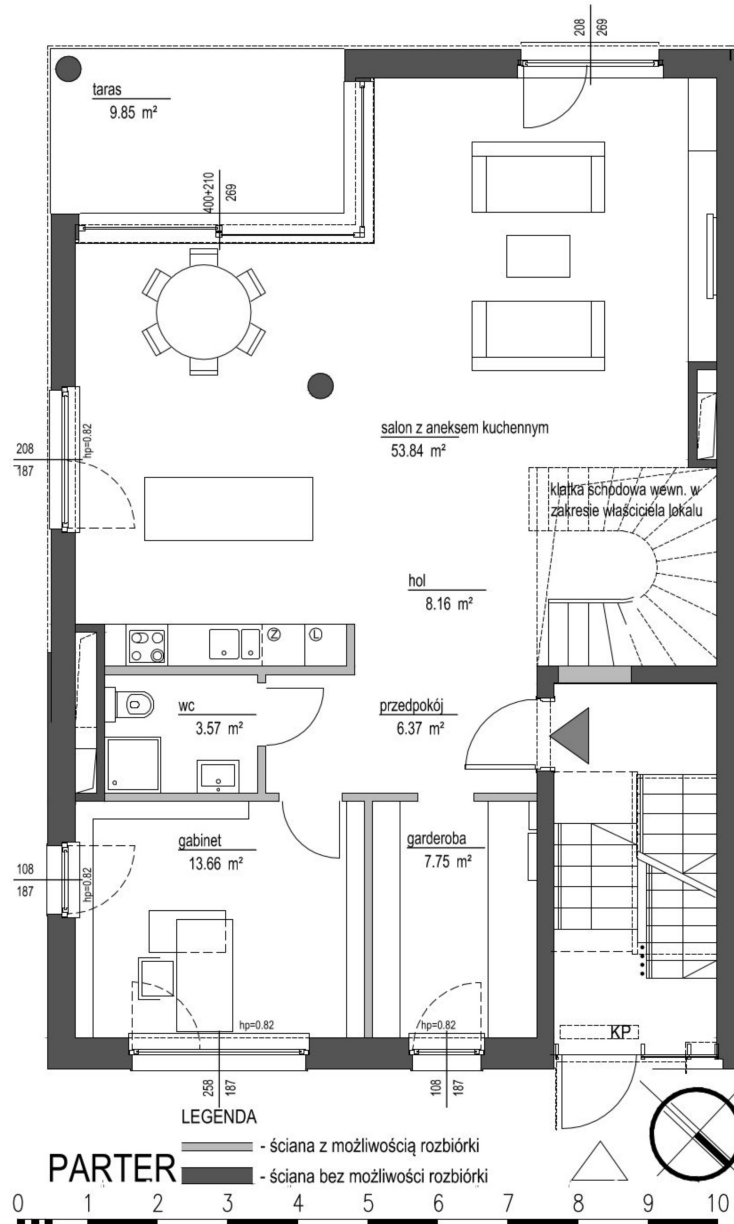 208
269
taras
9.85 m²
400+210
269
salon z aneksem kuchennym
53.84 m²
208
187
hp=0.82
klatka schodowa wewn. w
zakresie właściciela lokalu
hol
8.16 m²
Z
L
wc
3.57 m²
przedpokój
6.37 m²
gabinet
13.66 m²
garderoba
7.75 m²
108
187
hp=0.82
hp=0.82
hp=0.82
KP
258
187
108
187
LEGENDA
- ściana z możliwością rozbiórki
PARTER
- ściana bez możliwości rozbiórki
0 1 2 3 4 5 6 7 8 9 10